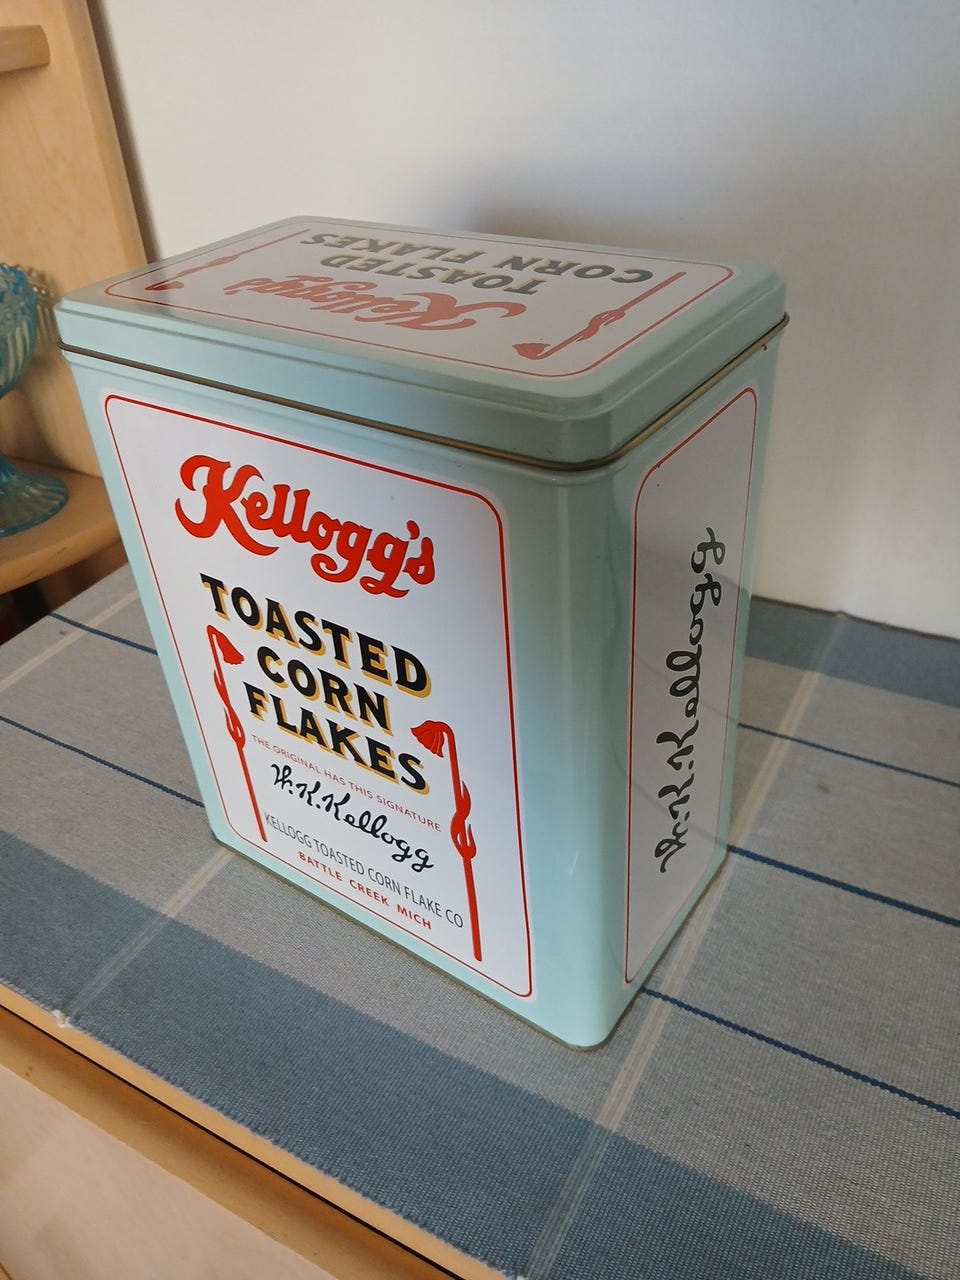 Kellogg's
TOASTED
CORN FLAKES
Kellogg's
TOASTED
CORN
FLAKES
THE ORIGINAL HAS THIS SIGNATURE
W.K.Kellogg
KELLOGG TOASTED CORN FLAKE CO
BATTLE CREEK MICH
W.K.Kellogg